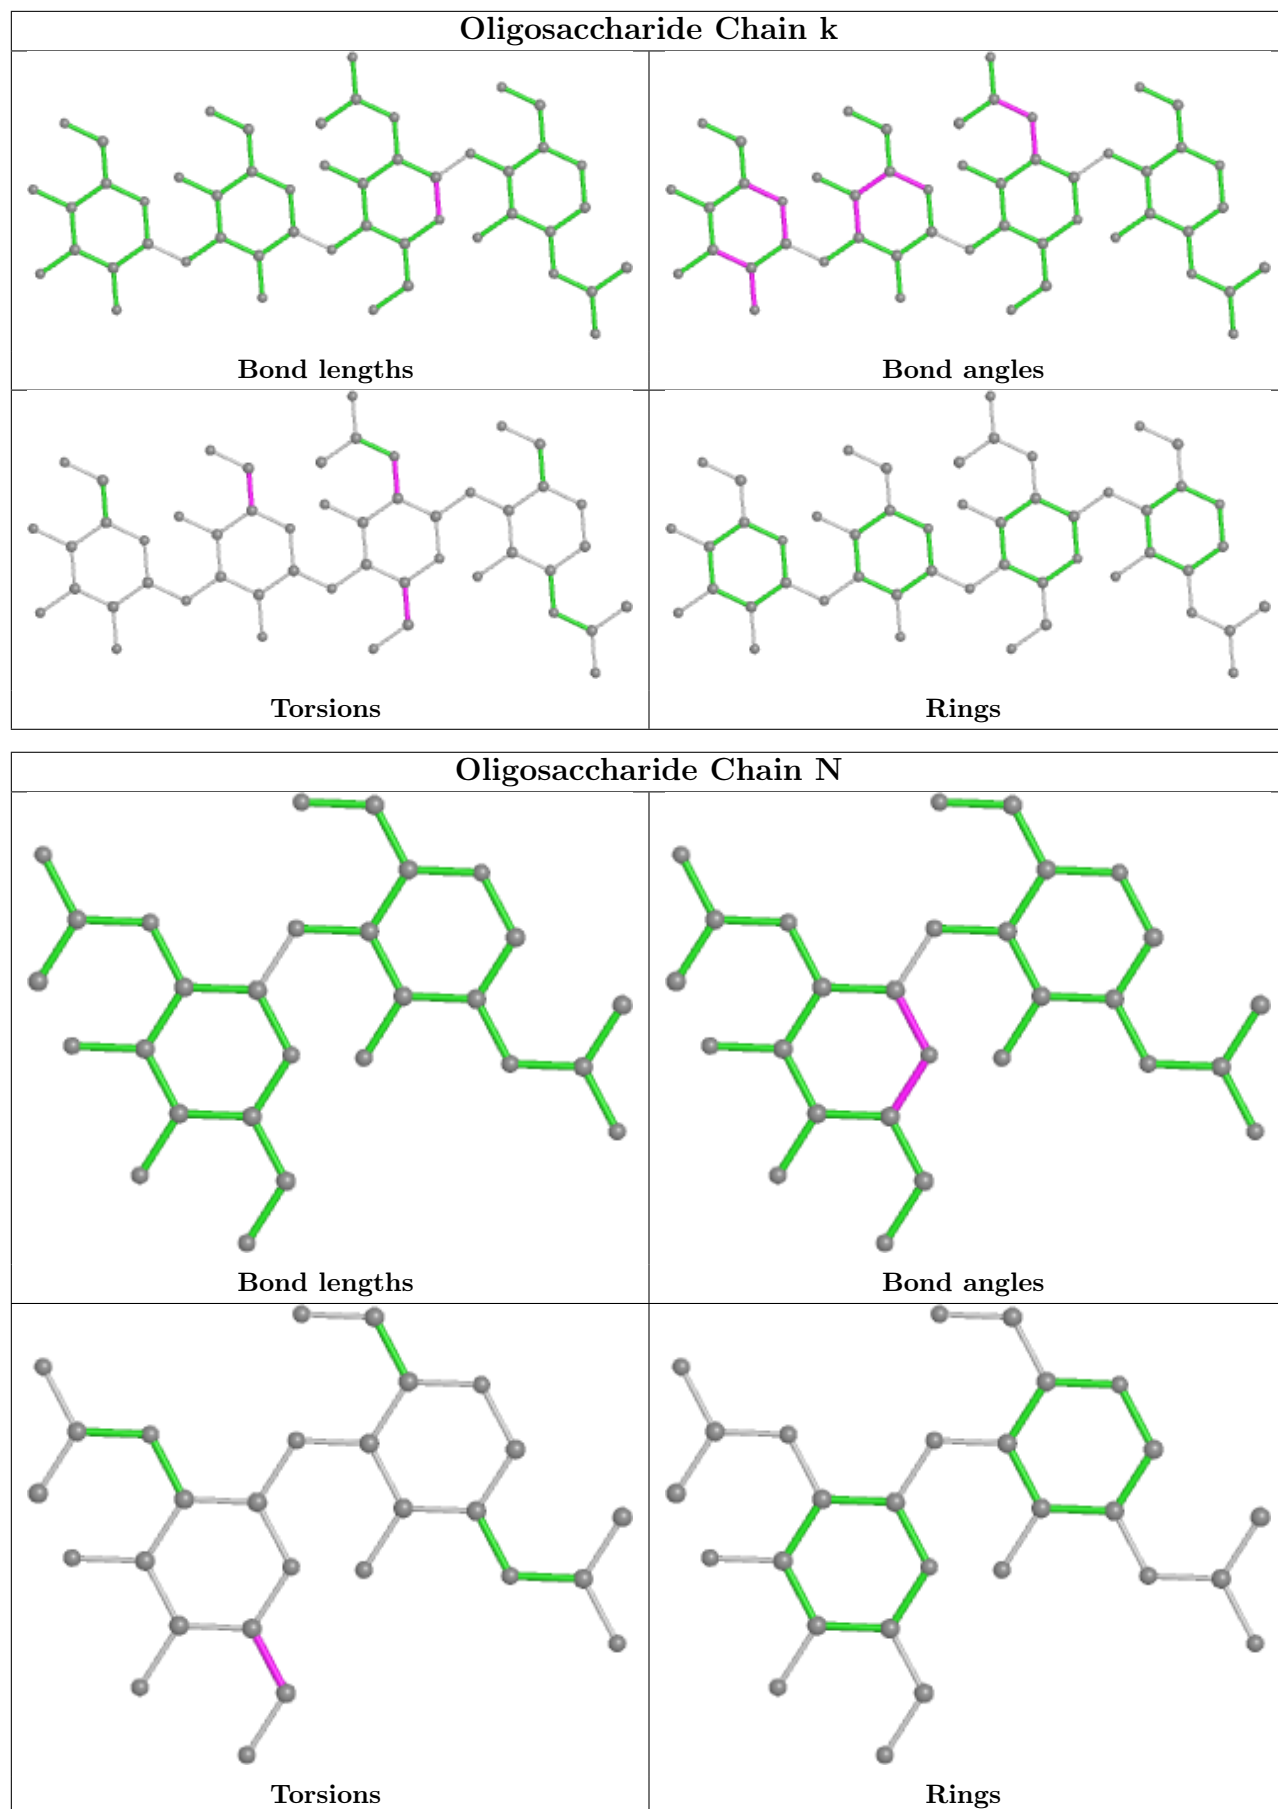 Oligosaccharide Chain k
Bond lengths
Bond angles
Torsions
Rings
Oligosaccharide Chain N
Bond lengths
Bond angles
Torsions
Rings